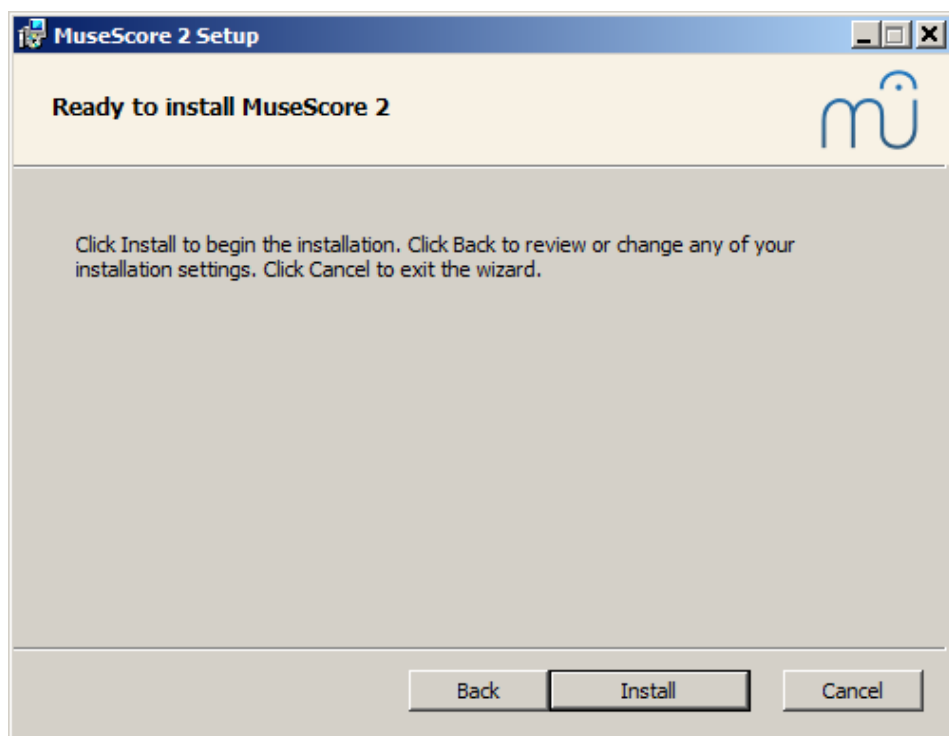 MuseScore 2 Setup
Ready to install MuseScore 2
Click Install to begin the installation. Click Back to review or change any of your
installation settings. Click Cancel to exit the wizard.
Back
Install
Cancel